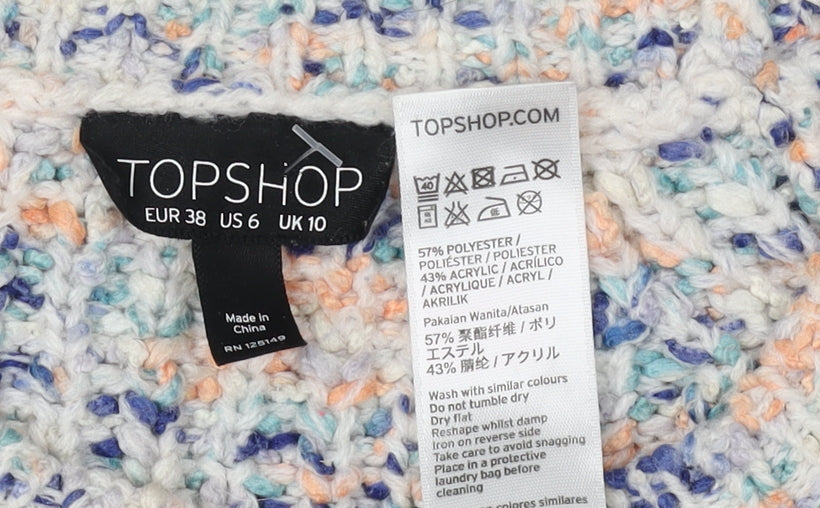 TOPSHOP
EUR 38 US 6 UK 10
Made in
China
RN 125149
TOPSHOP.COM
40
57% POLYESTER /
POLIÉSTER / POLIESTER
43% ACRYLIC / ACRÍLICO
/ ACRYLIQUE / ACRYL /
AKRILIK
Pakaian Wanita/Atasan
57% 聚酯纤维 / ポリ
エステル
43% 腈纶 / アクリル
Wash with similar colours
Do not tumble dry
Dry flat
Reshape whilst damp
Iron on reverse side
Take care to avoid snagging
Place in a protective
laundry bag before
cleaning
colores similares